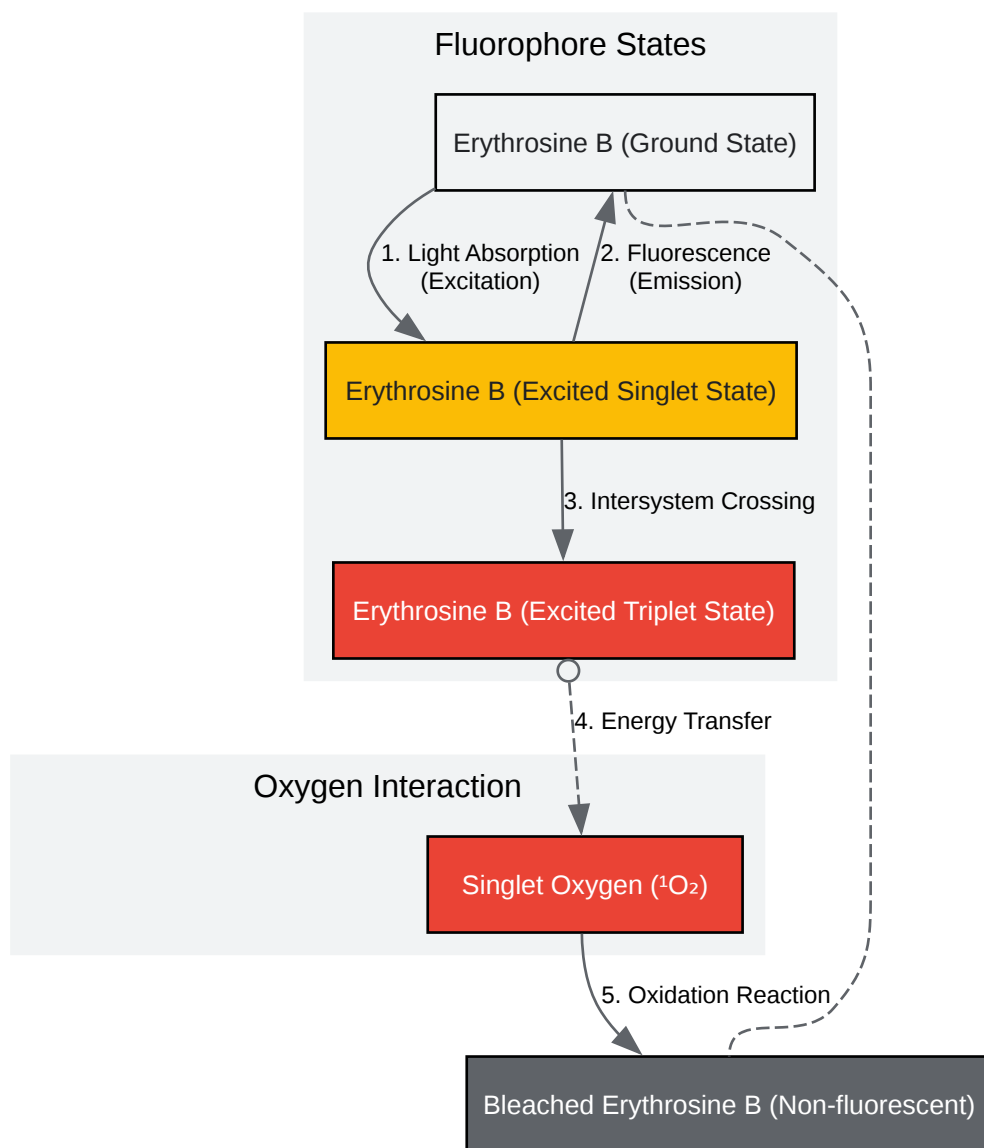 Fluorophore States
Erythrosine B (Ground State)
1. Light Absorption
(Excitation)
2. Fluorescence
(Emission)
Erythrosine B (Excited Singlet State)
3. Intersystem Crossing
Erythrosine B (Excited Triplet State)
4. Energy Transfer
Oxygen Interaction
Singlet Oxygen (¹O₂)
5. Oxidation Reaction
Bleached Erythrosine B (Non-fluorescent)